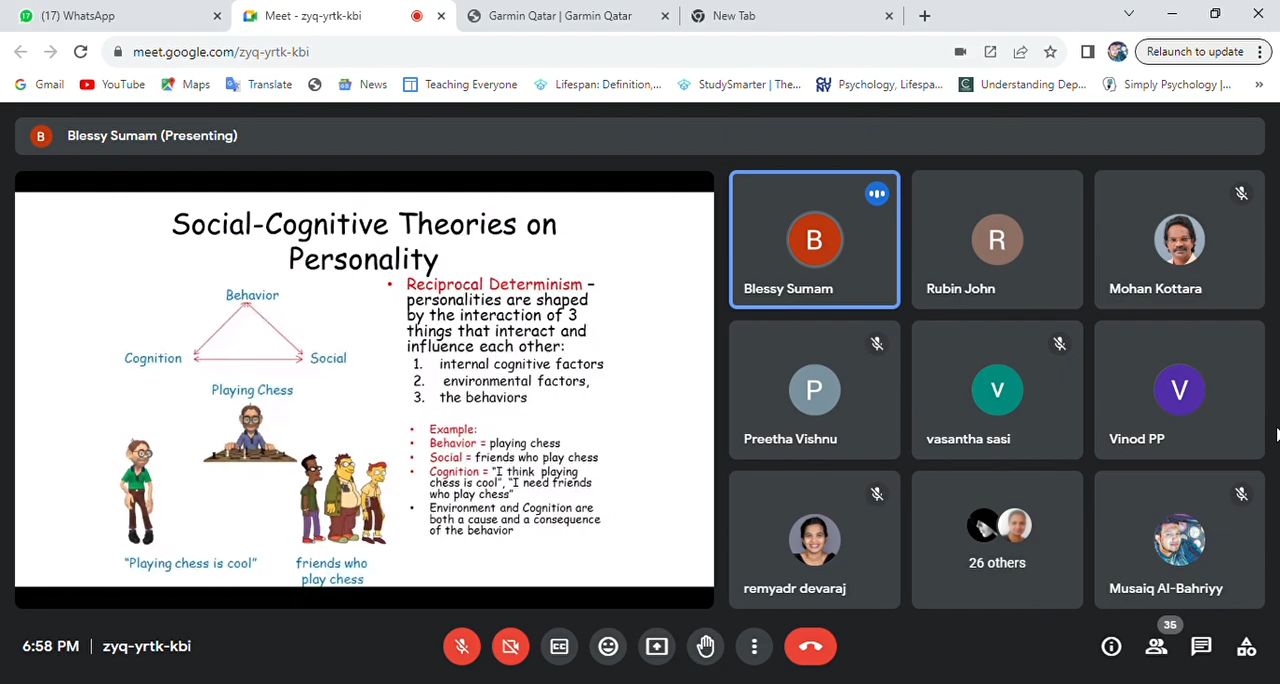 (17) WhatsApp
Meet - zyq-yrtk-kbi
Garmin Qatar | Garmin Qatar
New Tab
meet.google.com/zyq-yrtk-kbi
Relaunch to update
Gmail
YouTube
Maps
Translate
News
Teaching Everyone
Lifespan: Definition,...
StudySmarter | The...
Psychology, Lifespa...
Understanding Dep...
Simply Psychology |...
»
B
Blessy Sumam (Presenting)
Social-Cognitive Theories on
Personality
Behavior
Cognition
Social
Playing Chess
"Playing chess is cool"
friends who
play chess
• Reciprocal Determinism –
personalities are shaped
by the interaction of 3
things that interact and
influence each other:
1. internal cognitive factors
2. environmental factors,
3. the behaviors
• Example:
• Behavior = playing chess
• Social = friends who play chess
• Cognition = "I think playing
chess is cool", "I need friends
who play chess"
• Environment and Cognition are
both a cause and a consequence
of the behavior
B
Blessy Sumam
R
Rubin John
Mohan Kottara
P
Preetha Vishnu
v
vasantha sasi
V
Vinod PP
remyadr devaraj
26 others
Musaiq Al-Bahriyy
6:58 PM | zyq-yrtk-kbi
35